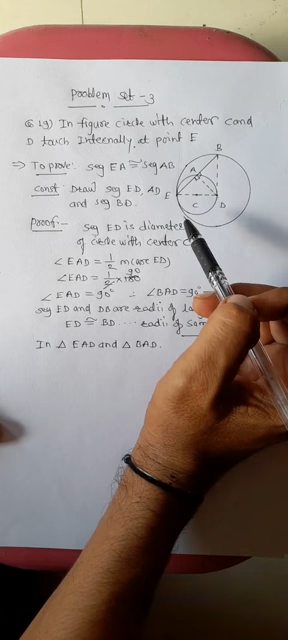 Problem set - 3
Q 19) In figure circle with center c and
D touch Internally at point E
⇒ To prove: seg EA ≅ seg AB
Const: Draw seg ED, AD
and seg BD.
Proof:- seg ED is diameter
of circle with center C
∠EAD = 1/2 m(arc ED)
∠EAD = 1/2 × 180 90
∠EAD = 90° ∴ ∠BAD = 90°
seg ED and DB are radii of
ED ≅ BD ... radii of
In △ EAD and △ BAD.
B
A
E
C
D